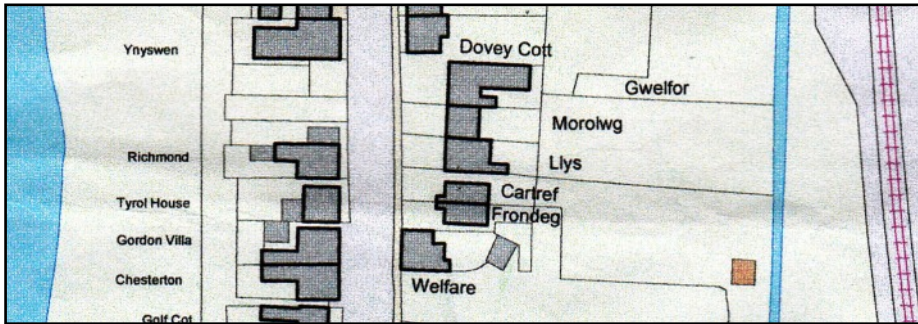 Ynyswen
Dovey Cott
Gwelfor
Morolwg
Richmond
Llys
Cartref
Tyrol House
Frondeg
Gordon Villa
Chesterton
Welfare
Golf Cot